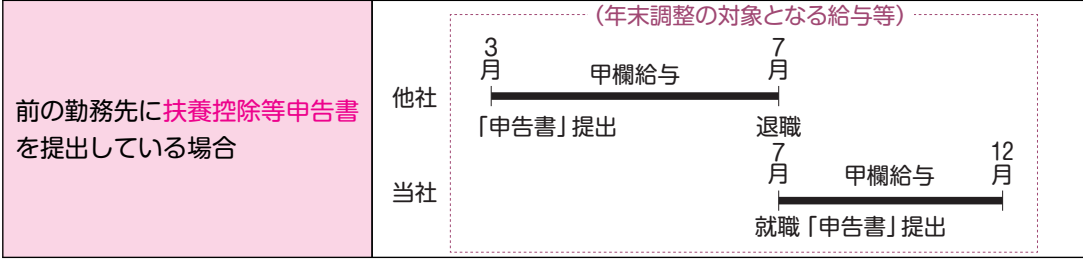 (年末調整の対象となる給与等)
前の勤務先に扶養控除等申告書
を提出している場合
他社
3月
甲欄給与
7月
「申告書」提出
退職
当社
7月
甲欄給与
12月
就職「申告書」提出